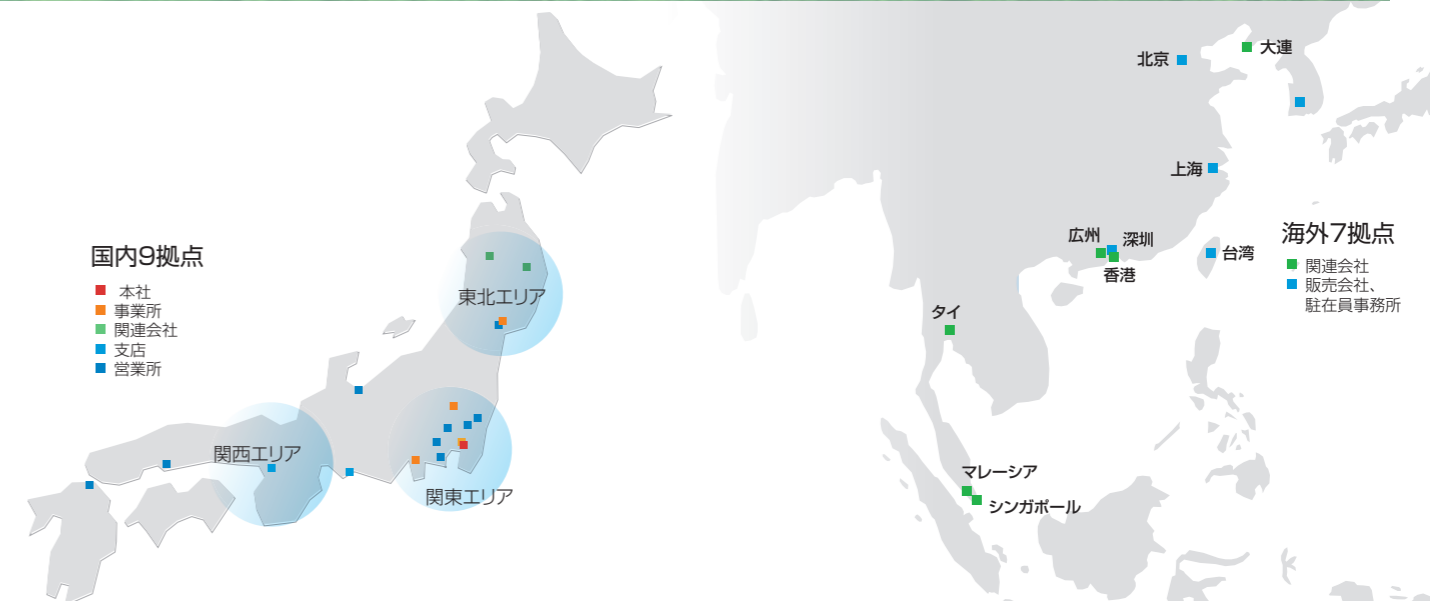 国内9拠点
本社
事業所
関連会社
支店
営業所
東北エリア
関西エリア
関東エリア
北京
大連
上海
広州
深圳
香港
台湾
タイ
マレーシア
シンガポール
海外7拠点
関連会社
販売会社、
駐在員事務所